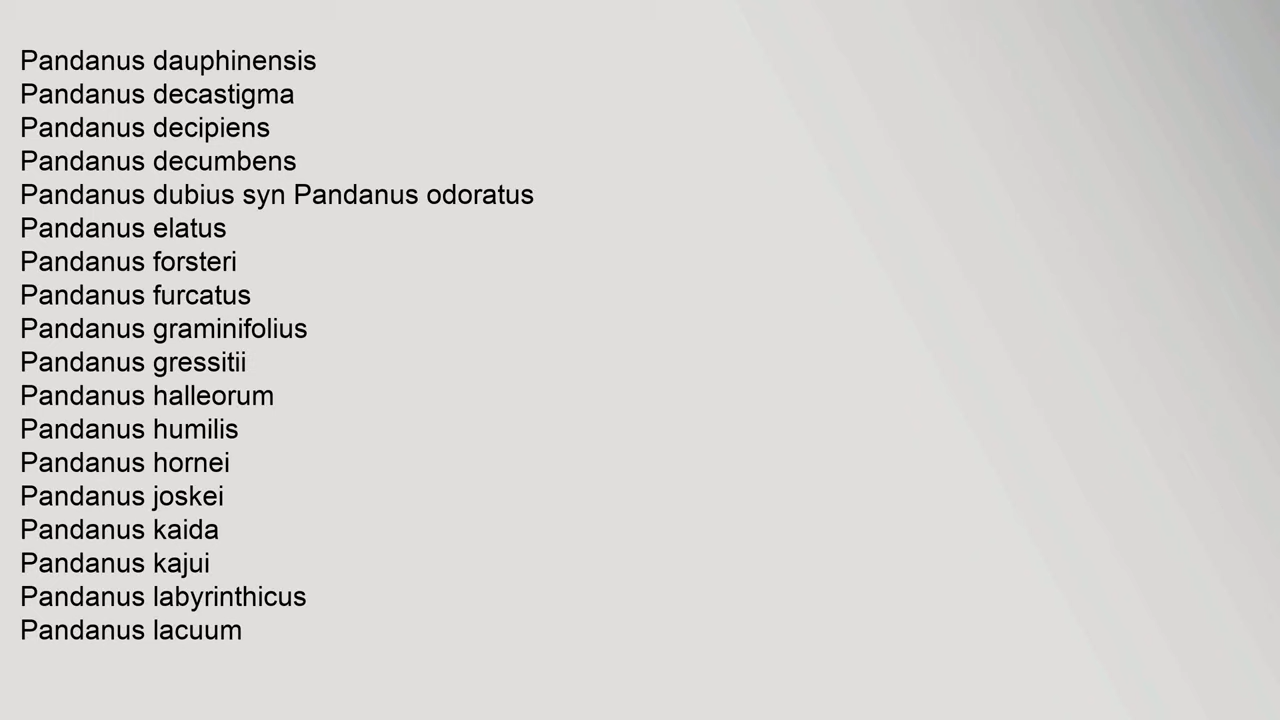 Pandanus dauphinensis
Pandanus decastigma
Pandanus decipiens
Pandanus decumbens
Pandanus dubius syn Pandanus odoratus
Pandanus elatus
Pandanus forsteri
Pandanus furcatus
Pandanus graminifolius
Pandanus gressitii
Pandanus halleorum
Pandanus humilis
Pandanus hornei
Pandanus joskei
Pandanus kaida
Pandanus kajui
Pandanus labyrinthicus
Pandanus lacuum